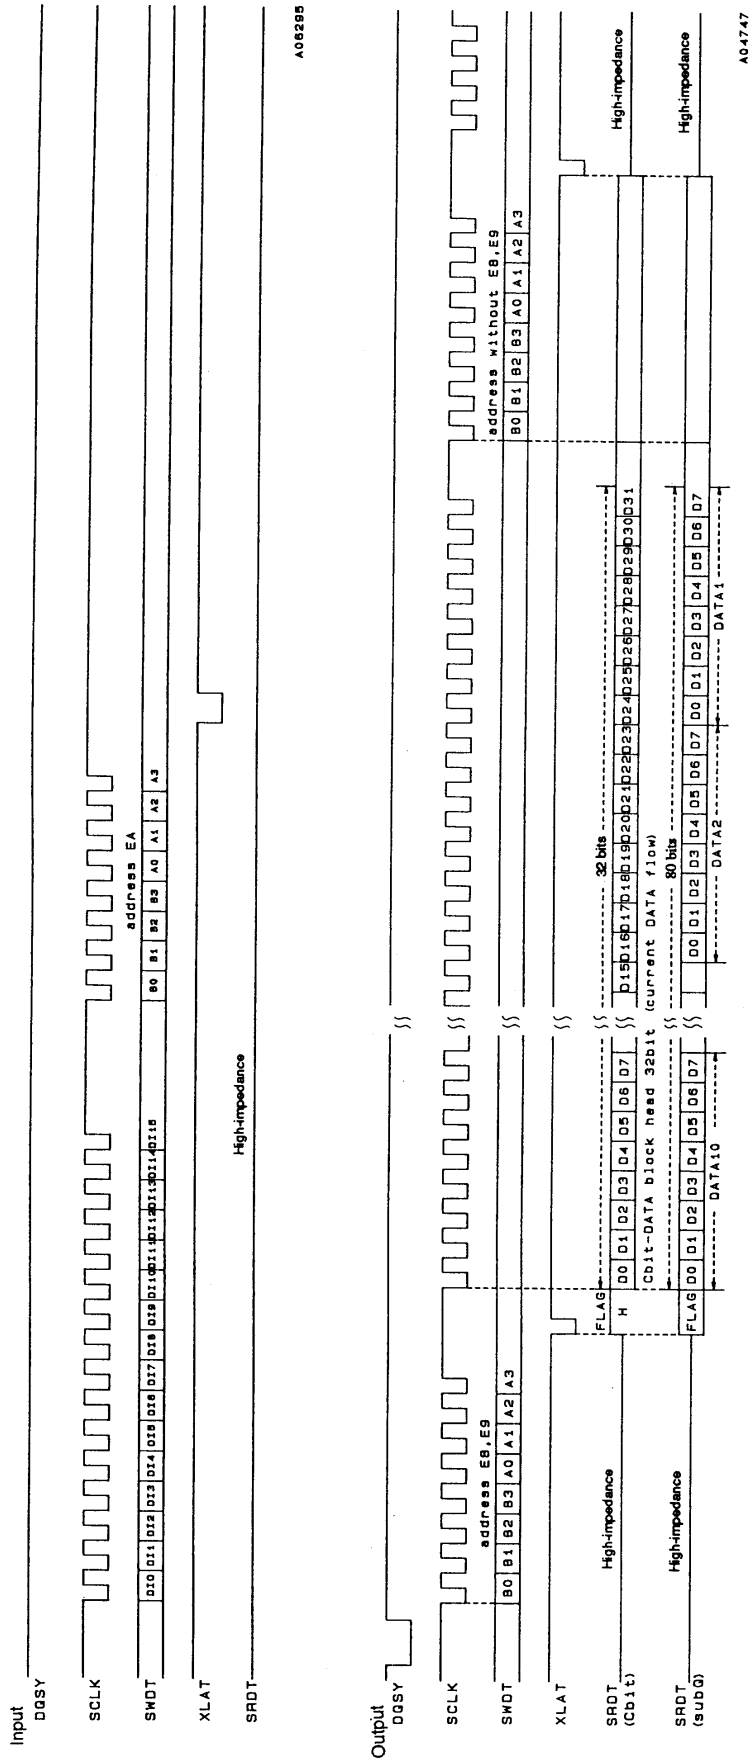 Input
DQSY
SCLK
SWDT DI0 DI1 DI2 DI3 DI4 DI5 DI6 DI7 DI8 DI9 DI10 DI11 DI12 DI13 DI14 DI15 B0 B1 B2 B3 A0 A1 A2 A3
address EA
XLAT
SRDT
High-impedance
A06295
Output
DQSY
SCLK
address E8,E9
address without E8,E9
SWDT B0 B1 B2 B3 A0 A1 A2 A3 B0 B1 B2 B3 A0 A1 A2 A3
XLAT
FLAG
32 bits
SRDT
(Cbit)
High-impedance
H D0 D1 D2 D3 D4 D5 D6 D7 D15 D16 D17 D18 D19 D20 D21 D22 D23 D24 D25 D26 D27 D28 D29 D30 D31
High-impedance
Cbit-DATA block head 32bit (current DATA flow)
80 bits
SRDT
(subQ)
High-impedance
FLAG D0 D1 D2 D3 D4 D5 D6 D7 D0 D1 D2 D3 D4 D5 D6 D7 D0 D1 D2 D3 D4 D5 D6 D7
High-impedance
DATA10
DATA2
DATA1
A04747